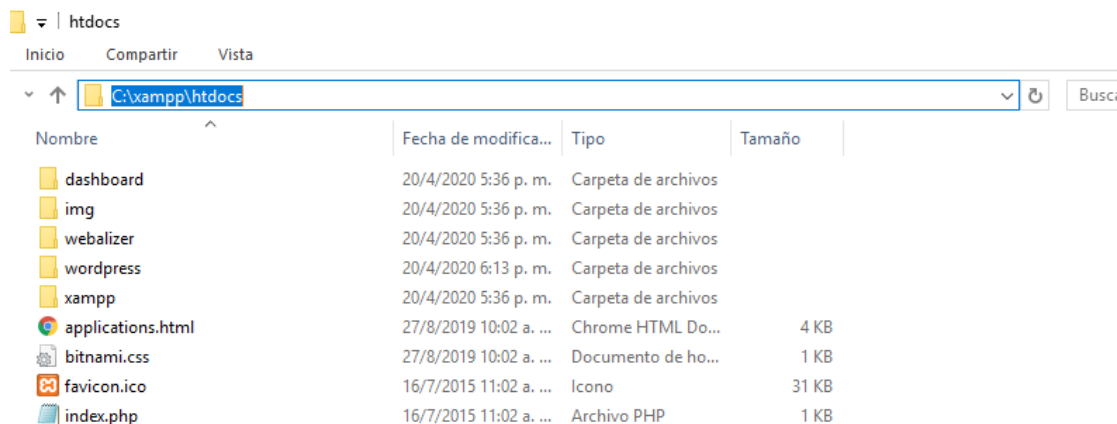 htdocs
Inicio Compartir Vista
C:\xampp\htdocs Busca
Nombre Fecha de modifica... Tipo Tamaño
dashboard 20/4/2020 5:36 p. m. Carpeta de archivos
img 20/4/2020 5:36 p. m. Carpeta de archivos
webalizer 20/4/2020 5:36 p. m. Carpeta de archivos
wordpress 20/4/2020 6:13 p. m. Carpeta de archivos
xampp 20/4/2020 5:36 p. m. Carpeta de archivos
applications.html 27/8/2019 10:02 a. ... Chrome HTML Do... 4 KB
bitnami.css 27/8/2019 10:02 a. ... Documento de ho... 1 KB
favicon.ico 16/7/2015 11:02 a. ... Icono 31 KB
index.php 16/7/2015 11:02 a. ... Archivo PHP 1 KB